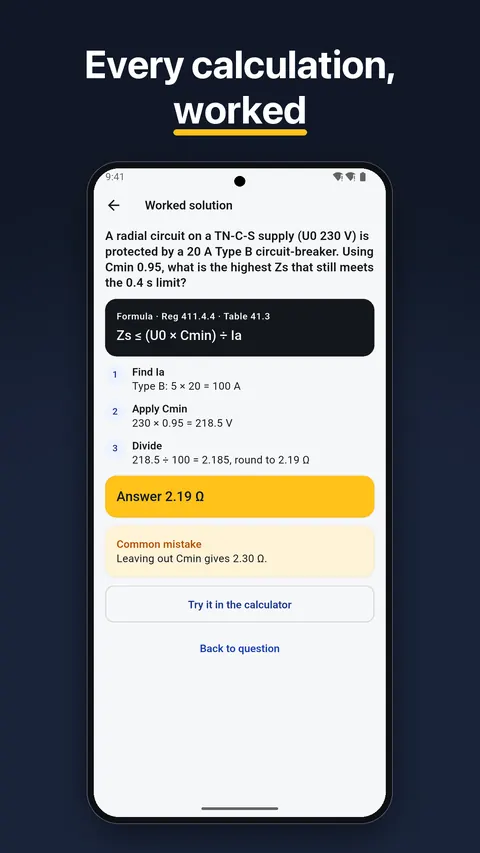 Every calculation,
worked
9:41
Worked solution
A radial circuit on a TN-C-S supply (U0 230 V) is
protected by a 20 A Type B circuit-breaker. Using
Cmin 0.95, what is the highest Zs that still meets
the 0.4 s limit?
Formula · Reg 411.4.4 · Table 41.3
Zs ≤ (U0 × Cmin) ÷ Ia
1 Find Ia
Type B: 5 × 20 = 100 A
2 Apply Cmin
230 × 0.95 = 218.5 V
3 Divide
218.5 ÷ 100 = 2.185, round to 2.19 Ω
Answer 2.19 Ω
Common mistake
Leaving out Cmin gives 2.30 Ω.
Try it in the calculator
Back to question